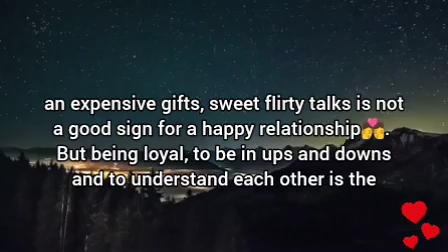 an expensive gifts, sweet flirty talks is not
a good sign for a happy relationship💏.
But being loyal, to be in ups and downs
and to understand each other is the